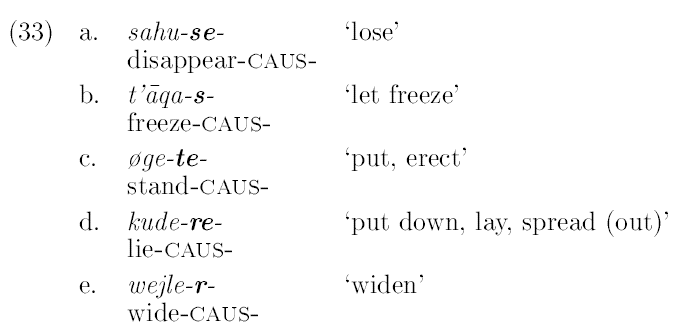 (33) a. sahu-se- ‘lose’
disappear-CAUS-
b. t’āqa-s- ‘let freeze’
freeze-CAUS-
c. øge-te- ‘put, erect’
stand-CAUS-
d. kude-re- ‘put down, lay, spread (out)’
lie-CAUS-
e. wejle-r- ‘widen’
wide-CAUS-